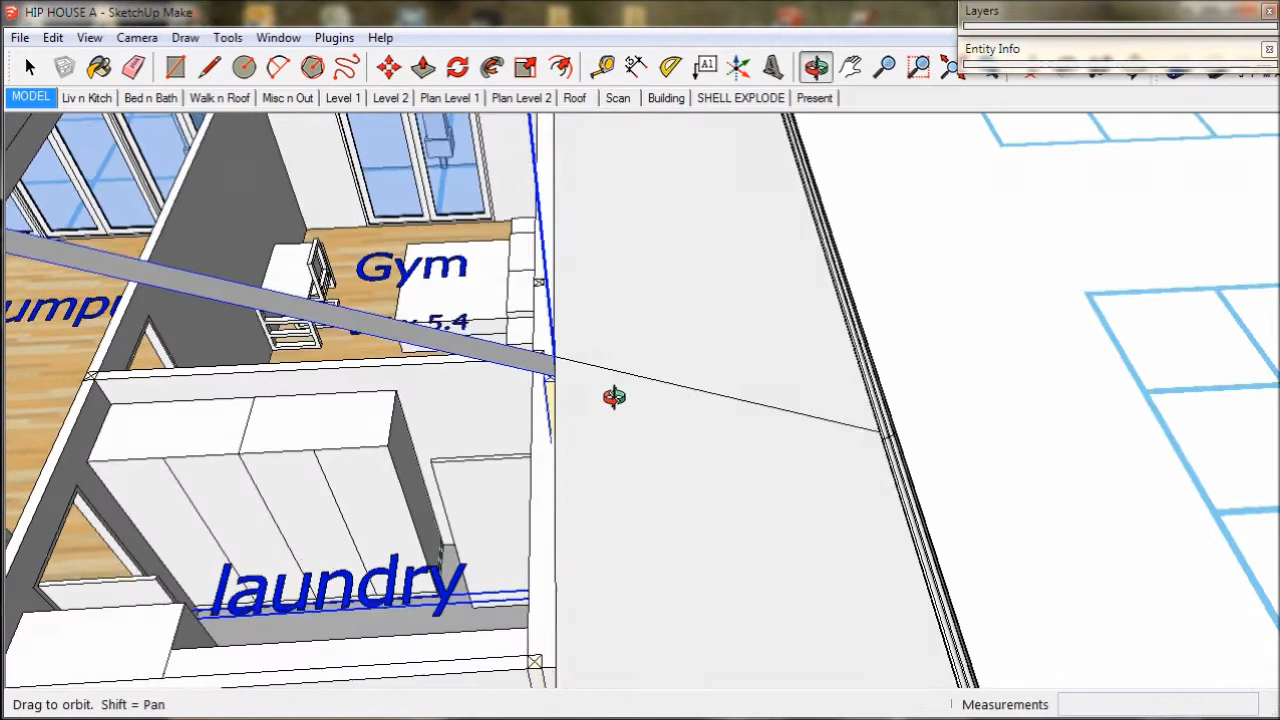 HIP HOUSE A - SketchUp Make
Layers
File Edit View Camera Draw Tools Window Plugins Help
Entity Info
A1
MODEL Liv n Kitch Bed n Bath Walk n Roof Misc n Out Level 1 Level 2 Plan Level 1 Plan Level 2 Roof Scan Building SHELL EXPLODE Present
Gym
5.4
laundry
Drag to orbit. Shift = Pan
Measurements